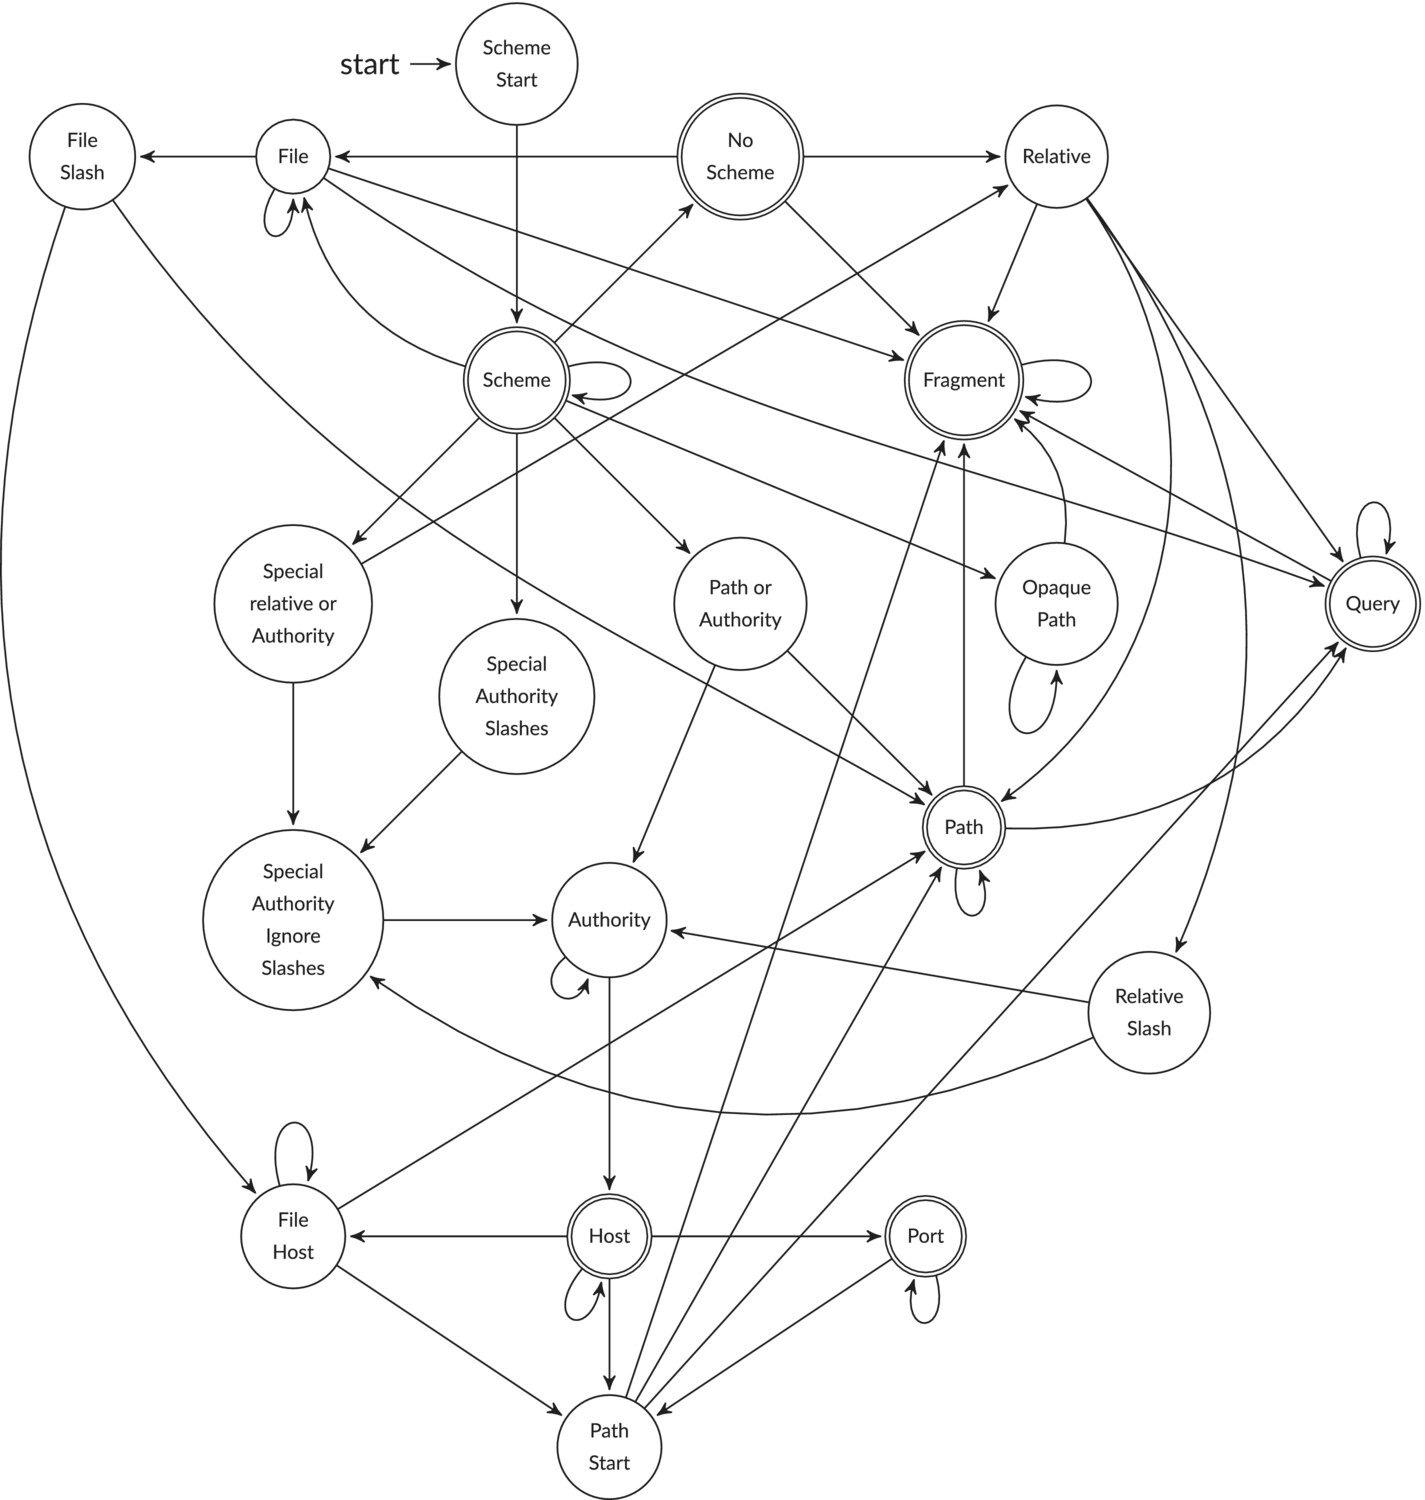 Scheme
Start
start
File
Slash
File
No
Scheme
Relative
Scheme
Fragment
Special
relative or
Authority
Path or
Authority
Opaque
Path
Query
Special
Authority
Slashes
Path
Special
Authority
Ignore
Slashes
Authority
Relative
Slash
File
Host
Host
Port
Path
Start